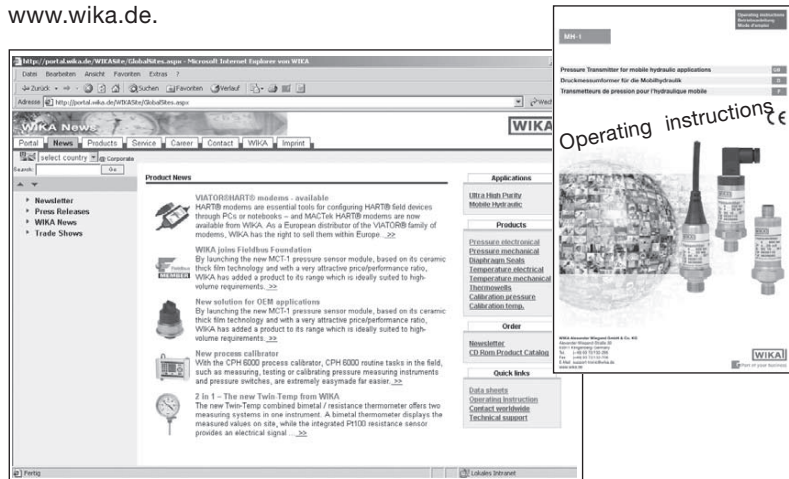 www.wika.de.
http://portal.wika.de/WIKASite/GlobalSites.aspx - Microsoft Internet Explorer von WIKA
Datei Bearbeiten Ansicht Favoriten Extras ?
Zurück Suchen Favoriten Verlauf
Adresse http://portal.wika.de/WIKASite/GlobalSites.aspx
WIKA News
WIKA
Portal News Products Service Career Contact WIKA Imprint
select country @ Corporate
Search: Go
Newsletter
Press Releases
WIKA News
Trade Shows
Product News
VIATOR®HART® modems - available
HART® modems are essential tools for configuring HART® field devices
through PCs or notebooks – and MACTek HART® modems are now
available from WIKA. As a European distributor of the VIATOR® family of
modems, WIKA has the right to sell them within Europe...>>
WIKA joins Fieldbus Foundation
By launching the new MCT-1 pressure sensor module, based on its ceramic
thick film technology and with a very attractive price/performance ratio,
WIKA has added a product to its range which is ideally suited to high-
volume requirements. >>
New solution for OEM applications
By launching the new MCT-1 pressure sensor module, based on its ceramic
thick film technology and with a very attractive price/performance ratio,
WIKA has added a product to its range which is ideally suited to high-
volume requirements. >>
New process calibrator
With the CPH 6000 process calibrator, CPH 6000 routine tasks in the field,
such as measuring, testing or calibrating pressure measuring instruments
and pressure switches, are extremely easymade far easier. >>
2 in 1 – The new Twin-Temp from WIKA
The new Twin-Temp combined bimetal / resistance thermometer offers two
measuring systems in one instrument. A bimetal thermometer displays the
measured values on site, while the integrated Pt100 resistance sensor
provides an electrical signal ... >>
Applications
Ultra High Purity
Mobile Hydraulic
Products
Pressure electronical
Pressure mechanical
Diaphragm Seals
Temperature electrical
Temperature mechanical
Thermowells
Calibration pressure
Calibration temp.
Order
Newsletter
CD Rom Product Catalog
Quick links
Data sheets
Operating Instruction
Contact worldwide
Technical support
Fertig
Lokales Intranet
Operating instructions
Betriebsanleitung
Mode d'emploi
MH-1
Pressure Transmitter for mobile hydraulic applications
Druckmessumformer für die Mobilhydraulik D
Transmetteurs de pression pour l'hydraulique mobile F
Operating instructions
CE
WIKA Alexander Wiegand GmbH & Co. KG
Alexander-Wiegand-Straße 30
WIKA
Part of your business